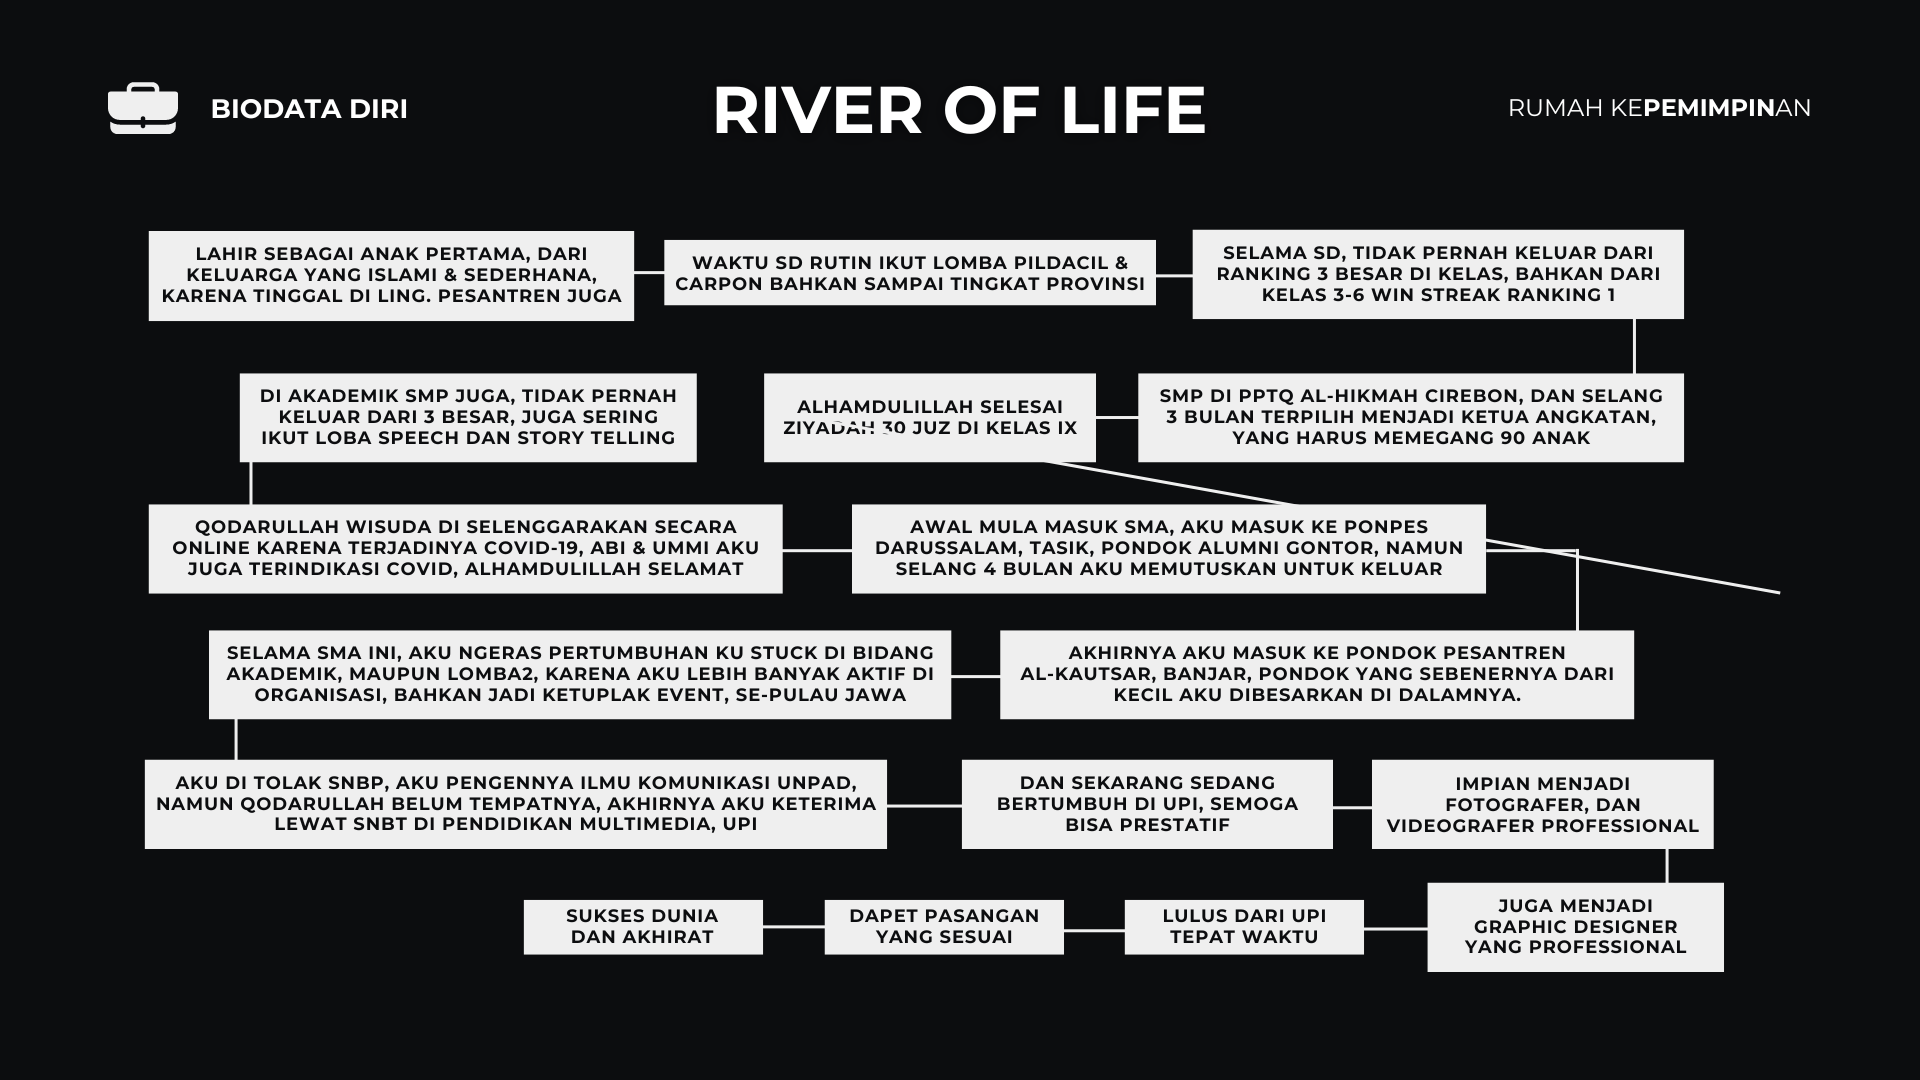 BIODATA DIRI
RIVER OF LIFE
RUMAH KEPEMIMPINAN
LAHIR SEBAGAI ANAK PERTAMA, DARI
KELUARGA YANG ISLAMI & SEDERHANA,
KARENA TINGGAL DI LING. PESANTREN JUGA
WAKTU SD RUTIN IKUT LOMBA PILDACIL &
CARPON BAHKAN SAMPAI TINGKAT PROVINSI
SELAMA SD, TIDAK PERNAH KELUAR DARI
RANKING 3 BESAR DI KELAS, BAHKAN DARI
KELAS 3-6 WIN STREAK RANKING 1
SMP DI PPTQ AL-HIKMAH CIREBON, DAN SELANG
3 BULAN TERPILIH MENJADI KETUA ANGKATAN,
YANG HARUS MEMEGANG 90 ANAK
ALHAMDULILLAH SELESAI
ZIYADAH 30 JUZ DI KELAS IX
DI AKADEMIK SMP JUGA, TIDAK PERNAH
KELUAR DARI 3 BESAR, JUGA SERING
IKUT LOBA SPEECH DAN STORY TELLING
QODARULLAH WISUDA DI SELENGGARAKAN SECARA
ONLINE KARENA TERJADINYA COVID-19, ABI & UMMI AKU
JUGA TERINDIKASI COVID, ALHAMDULILLAH SELAMAT
AWAL MULA MASUK SMA, AKU MASUK KE PONPES
DARUSSALAM, TASIK, PONDOK ALUMNI GONTOR, NAMUN
SELANG 4 BULAN AKU MEMUTUSKAN UNTUK KELUAR
AKHIRNYA AKU MASUK KE PONDOK PESANTREN
AL-KAUTSAR, BANJAR, PONDOK YANG SEBENERNYA DARI
KECIL AKU DIBESARKAN DI DALAMNYA.
SELAMA SMA INI, AKU NGERAS PERTUMBUHAN KU STUCK DI BIDANG
AKADEMIK, MAUPUN LOMBA2, KARENA AKU LEBIH BANYAK AKTIF DI
ORGANISASI, BAHKAN JADI KETUPLAK EVENT, SE-PULAU JAWA
AKU DI TOLAK SNBP, AKU PENGENNYA ILMU KOMUNIKASI UNPAD,
NAMUN QODARULLAH BELUM TEMPATNYA, AKHIRNYA AKU KETERIMA
LEWAT SNBT DI PENDIDIKAN MULTIMEDIA, UPI
DAN SEKARANG SEDANG
BERTUMBUH DI UPI, SEMOGA
BISA PRESTATIF
IMPIAN MENJADI
FOTOGRAFER, DAN
VIDEOGRAFER PROFESSIONAL
JUGA MENJADI
GRAPHIC DESIGNER
YANG PROFESSIONAL
LULUS DARI UPI
TEPAT WAKTU
DAPET PASANGAN
YANG SESUAI
SUKSES DUNIA
DAN AKHIRAT